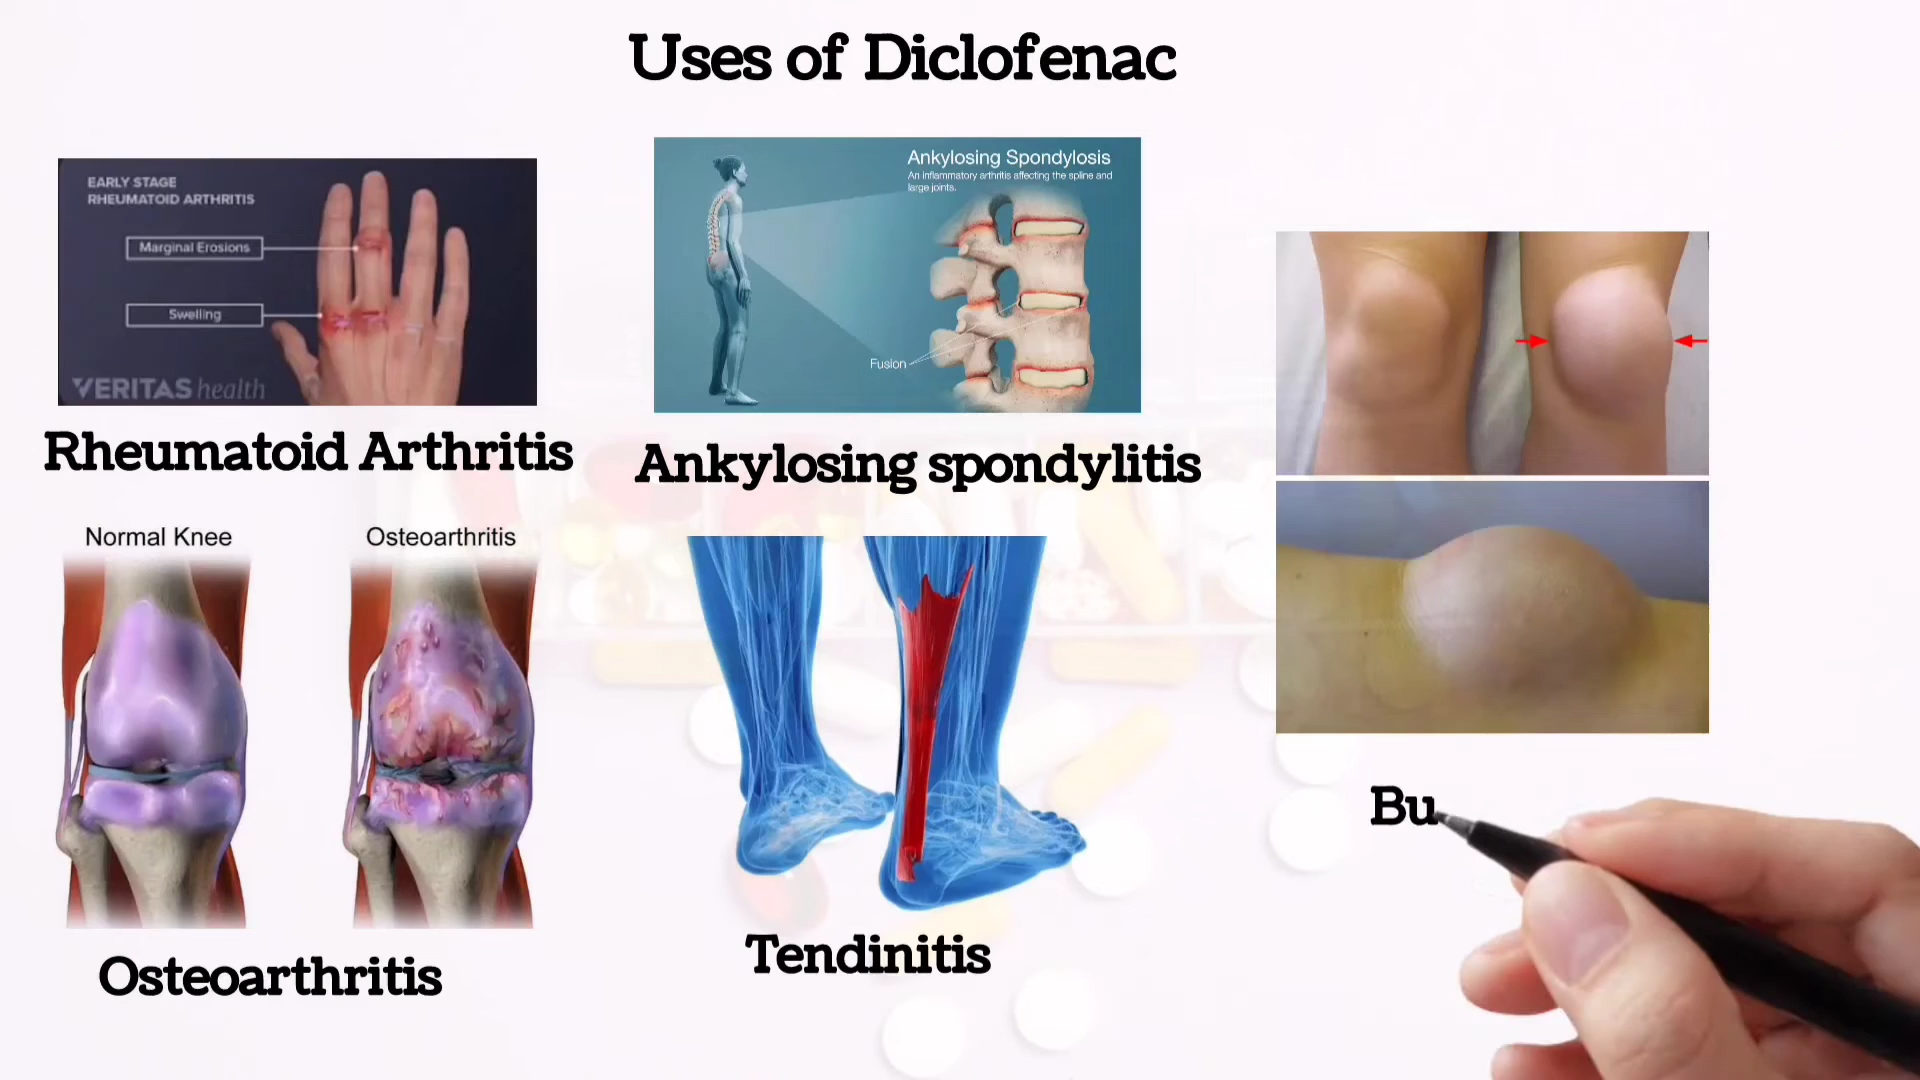 Uses of Diclofenac
EARLY STAGE
RHEUMATOID ARTHRITIS
Marginal Erosions
Swelling
VERITAS health
Rheumatoid Arthritis
Ankylosing Spondylosis
An inflammatory arthritis affecting the spline and
large joints.
Fusion
Ankylosing spondylitis
Normal Knee
Osteoarthritis
Osteoarthritis
Tendinitis
Bu